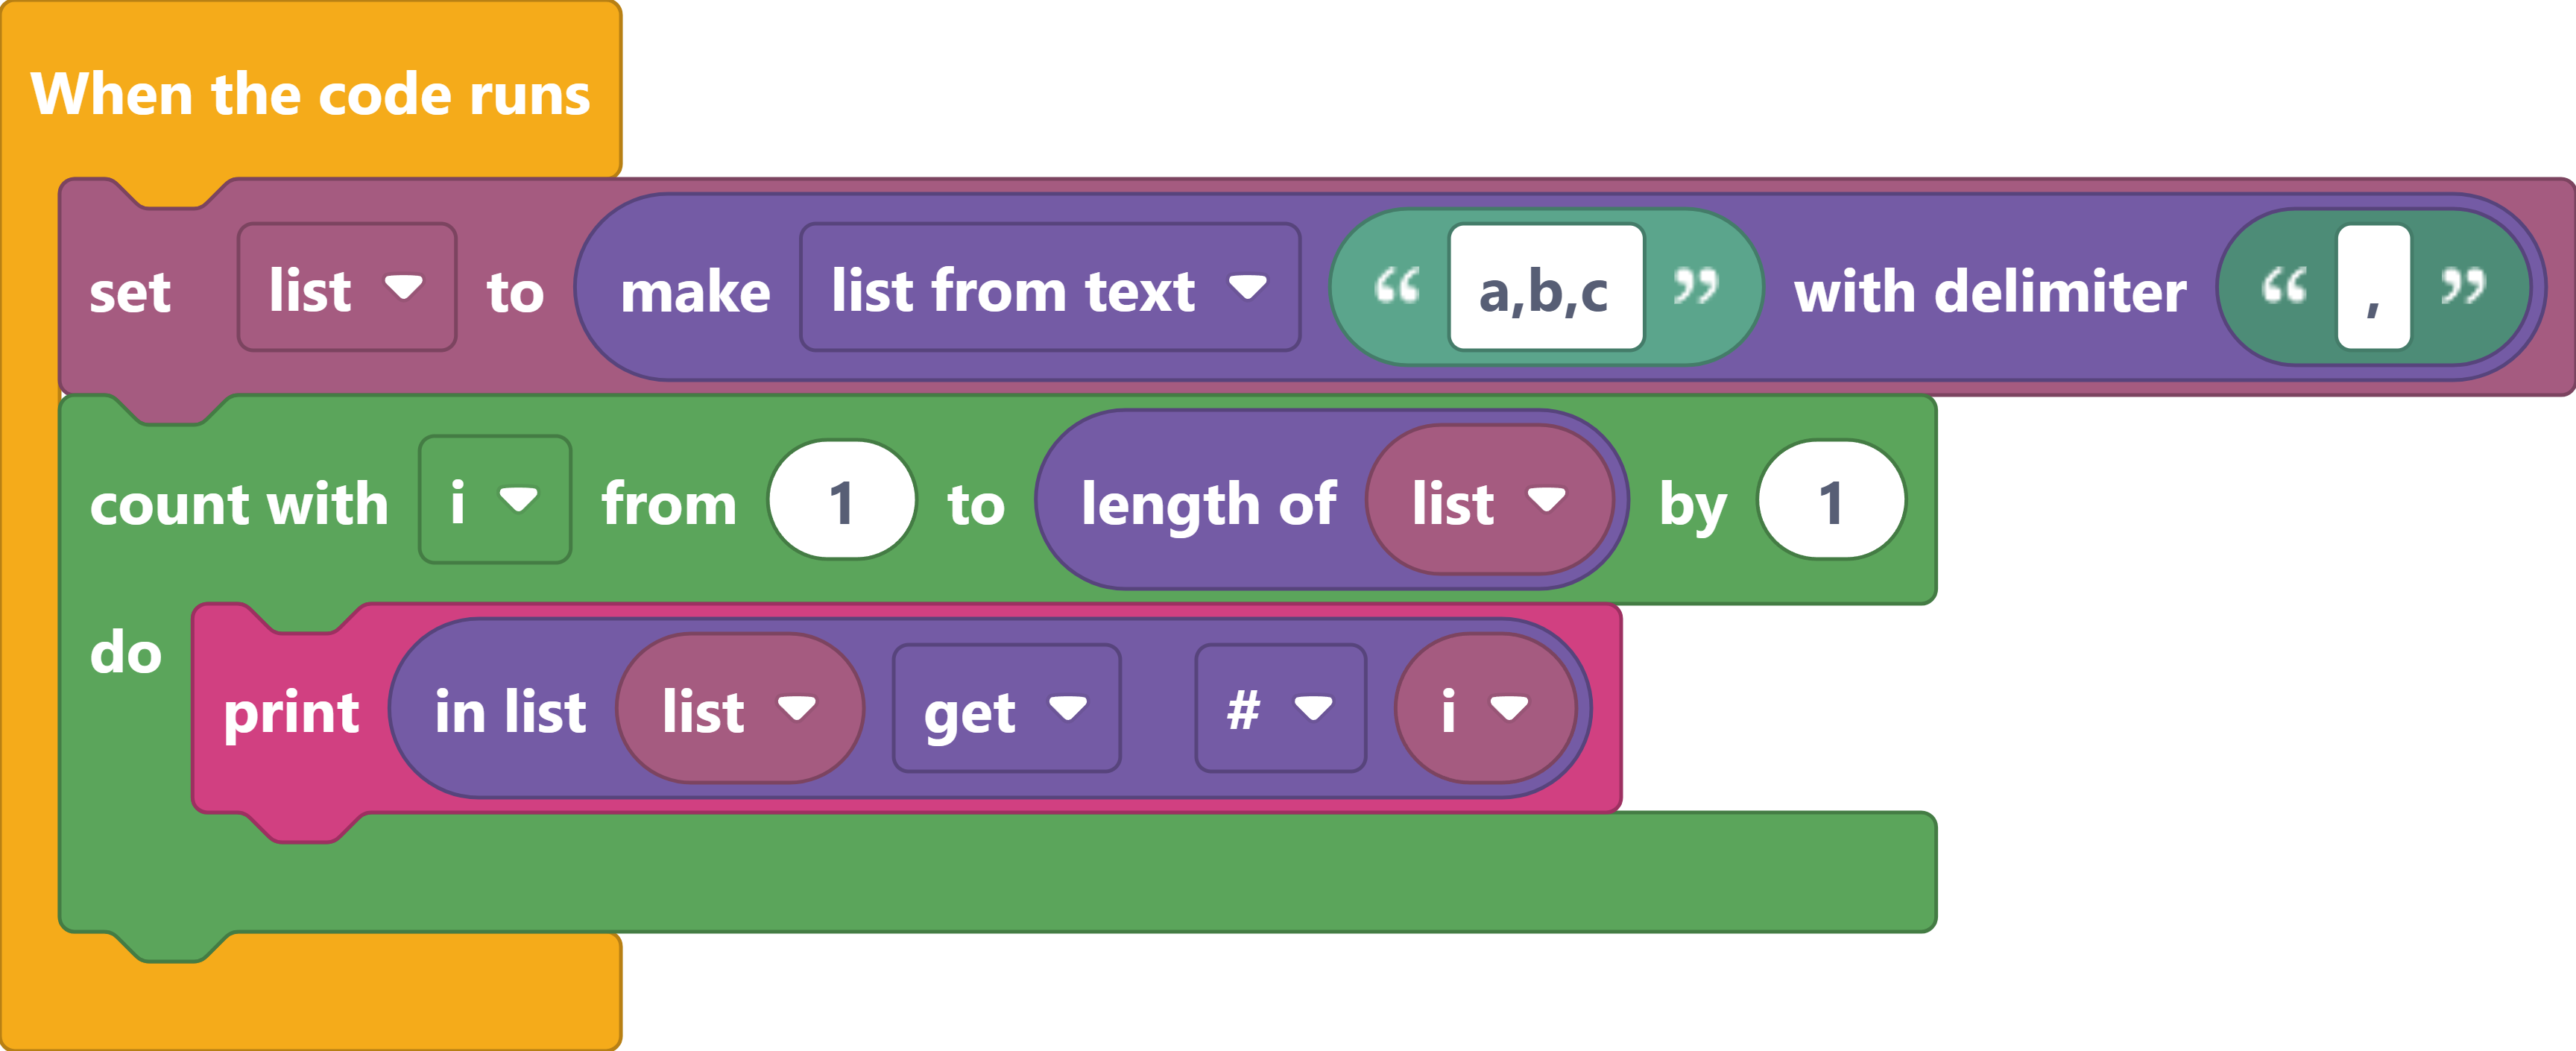 When the code runs
set list to make list from text “ a,b,c ” with delimiter “ , ”
count with i from 1 to length of list by 1
do
print in list list get # i